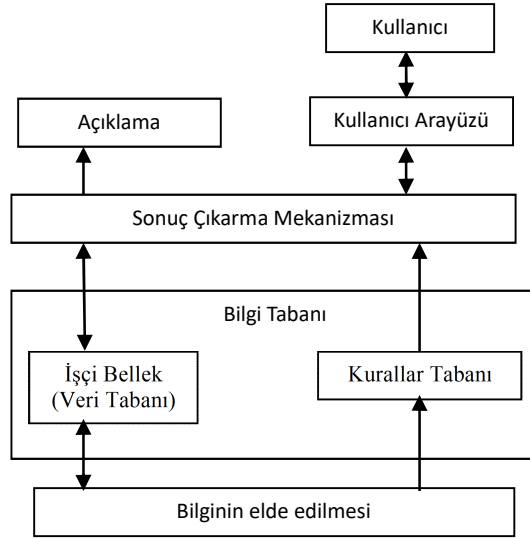 Kullanıcı
Açıklama
Kullanıcı Arayüzü
Sonuç Çıkarma Mekanizması
Bilgi Tabanı
İşçi Bellek
(Veri Tabanı)
Kurallar Tabanı
Bilginin elde edilmesi